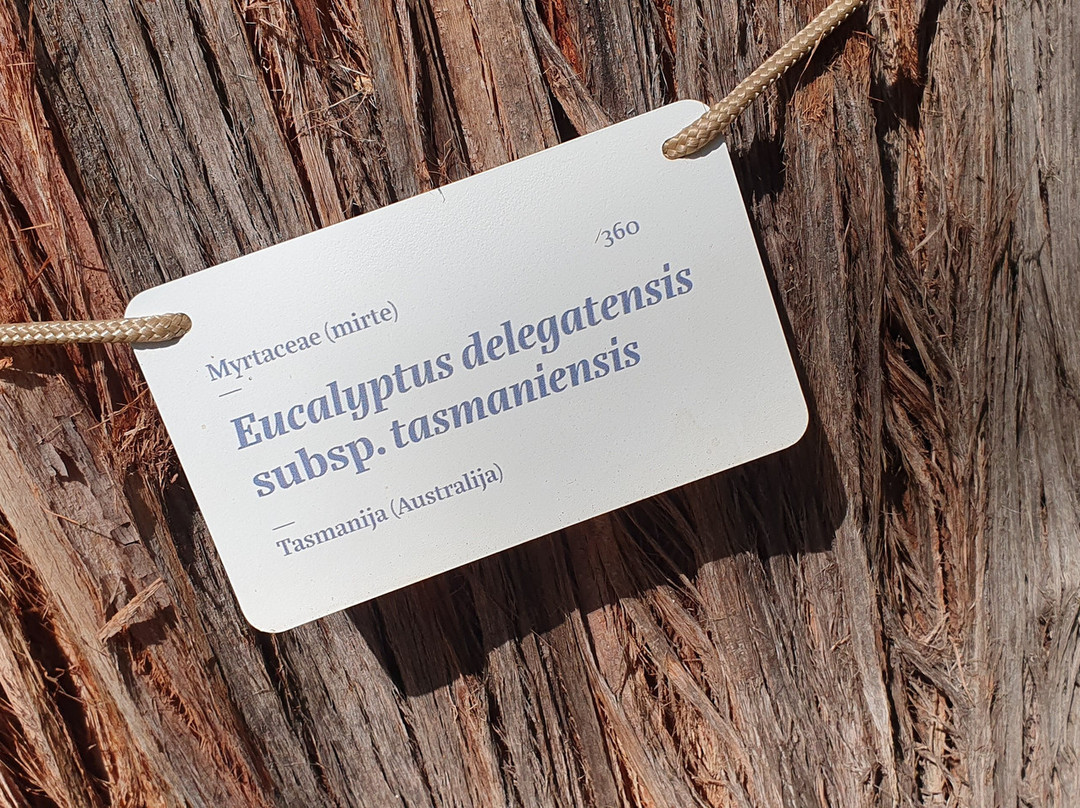 /360
Myrtaceae (mirte)
Eucalyptus delegatensis
subsp. tasmaniensis
Tasmanija (Australija)